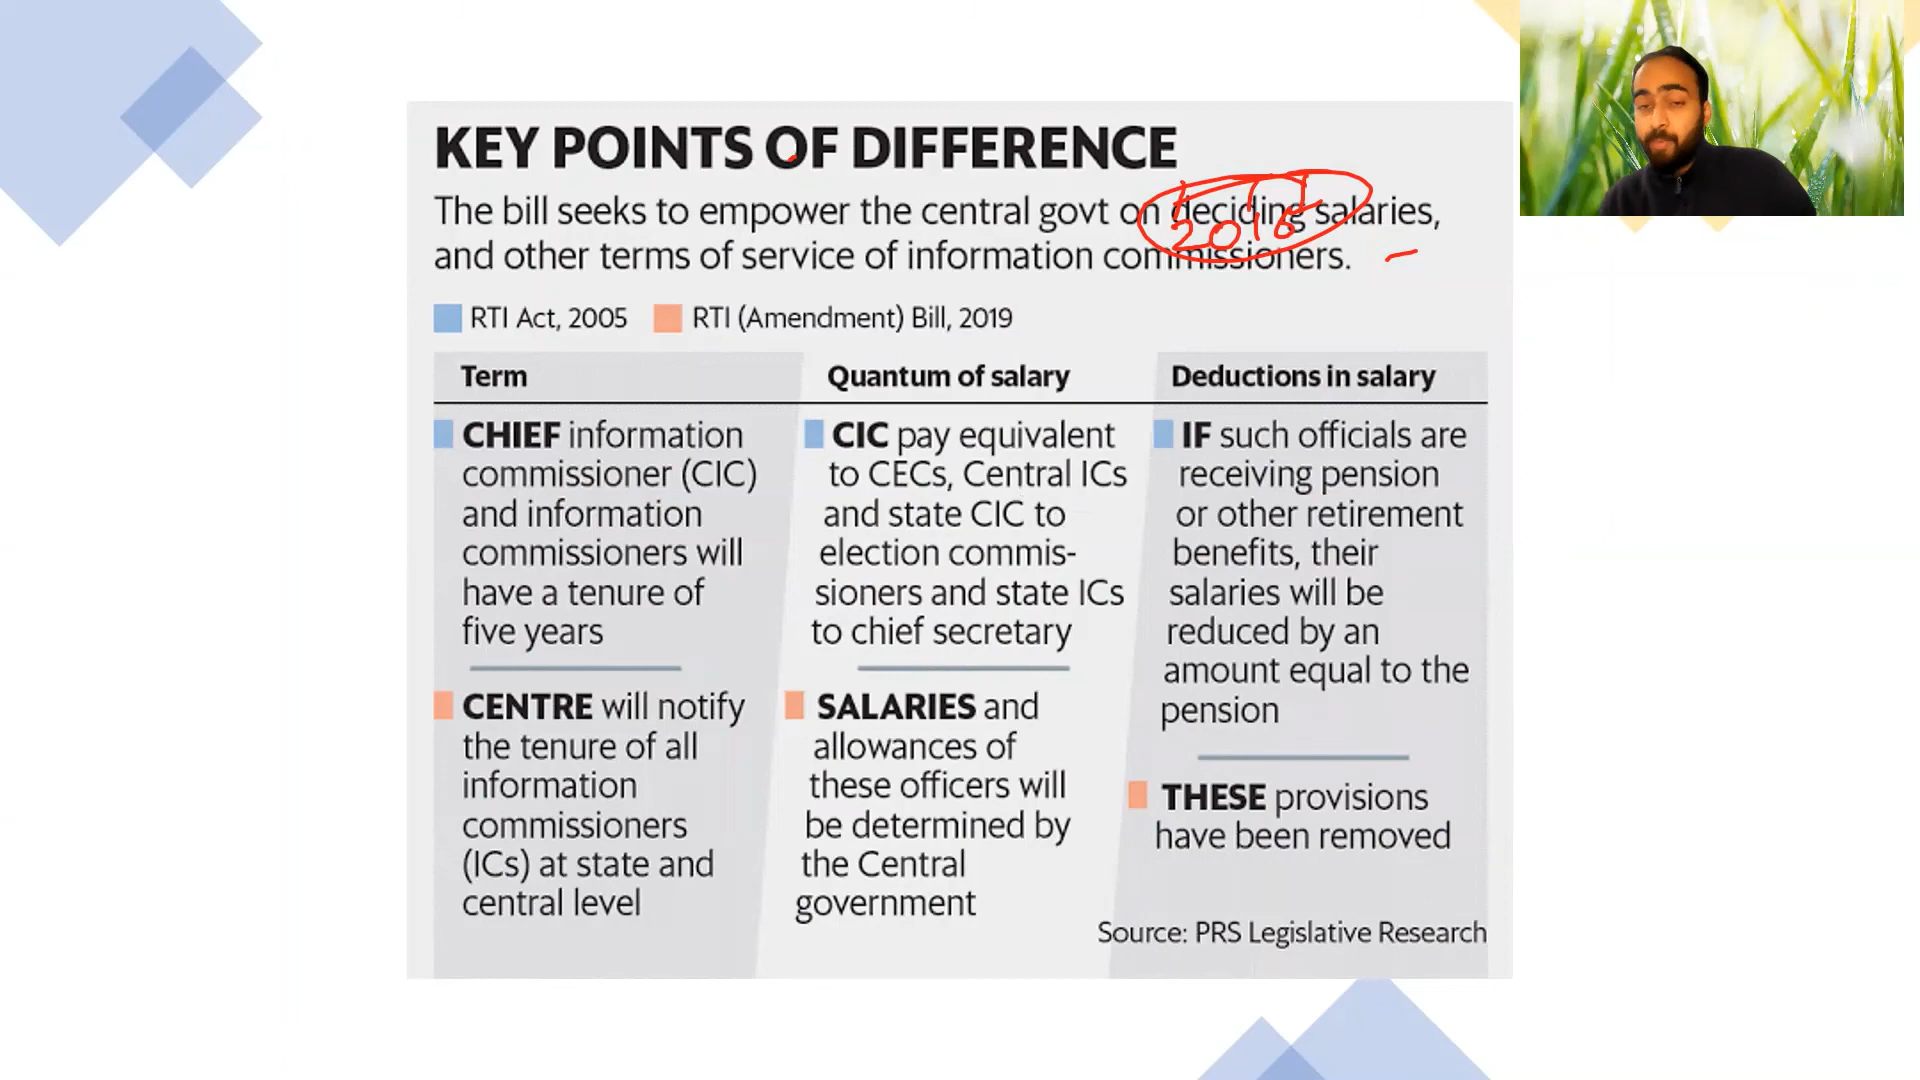 KEY POINTS OF DIFFERENCE
The bill seeks to empower the central govt on deciding salaries,
and other terms of service of information commissioners.
2016
RTI Act, 2005 RTI (Amendment) Bill, 2019
Term
CHIEF information
commissioner (CIC)
and information
commissioners will
have a tenure of
five years
CENTRE will notify
the tenure of all
information
commissioners
(ICs) at state and
central level
Quantum of salary
CIC pay equivalent
to CECs, Central ICs
and state CIC to
election commis-
sioners and state ICs
to chief secretary
SALARIES and
allowances of
these officers will
be determined by
the Central
government
Deductions in salary
IF such officials are
receiving pension
or other retirement
benefits, their
salaries will be
reduced by an
amount equal to the
pension
THESE provisions
have been removed
Source: PRS Legislative Research